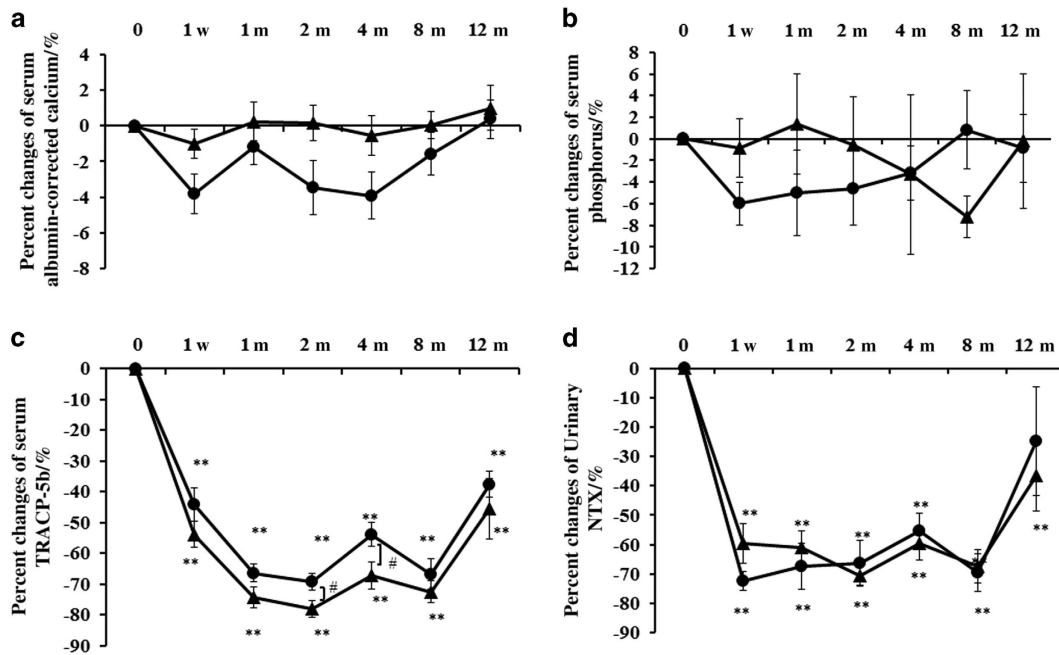 a
0 1 w 1 m 2 m 4 m 8 m 12 m
Percent changes of serum
albumin-corrected calcium/%
4
2
0
-2
-4
-6
-8
b
0 1 w 1 m 2 m 4 m 8 m 12 m
Percent changes of serum
phosphorus/%
8
6
4
2
0
-2
-4
-6
-8
-10
-12
c
0 1 w 1 m 2 m 4 m 8 m 12 m
Percent changes of serum
TRACP-5b/%
0
-10
-20
-30
-40
-50
-60
-70
-80
-90
** ** ** ** ** **
# #
** ** ** ** ** **
d
0 1 w 1 m 2 m 4 m 8 m 12 m
Percent changes of Urinary
NTX/%
0
-10
-20
-30
-40
-50
-60
-70
-80
-90
** ** ** ** *
** ** ** ** ** **